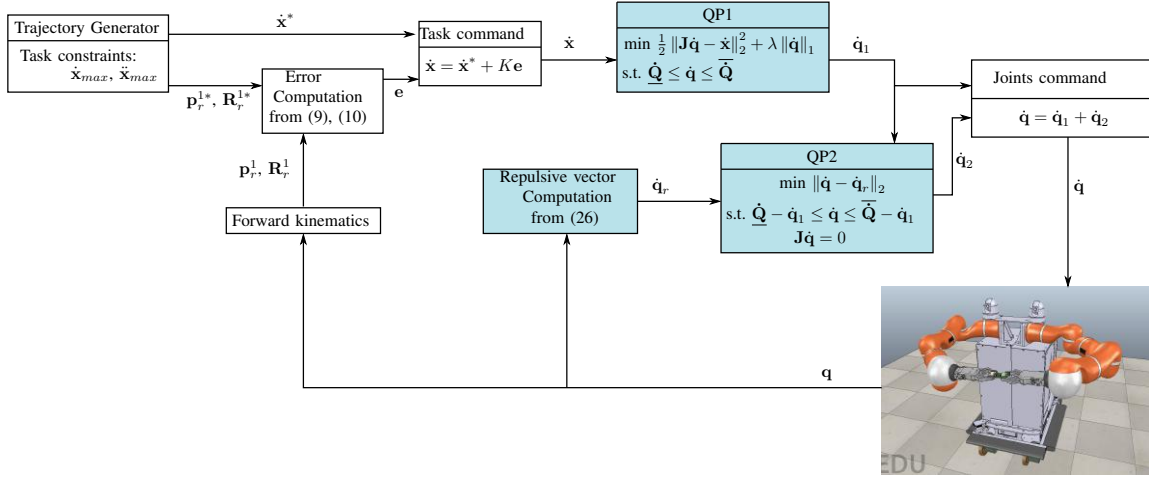 Trajectory Generator
Task constraints:
ẋ_max, ẍ_max
ẋ*
Task command
ẋ = ẋ* + Ke
ẋ
QP1
min ½ ‖Jq̇ − ẋ‖₂² + λ ‖q̇‖₁
s.t. Q̲̇ ≤ q̇ ≤ Q̇̅
q̇₁
Joints command
q̇ = q̇₁ + q̇₂
p_r^{1*}, R_r^{1*}
Error
Computation
from (9), (10)
e
p_r^1, R_r^1
Forward kinematics
Repulsive vector
Computation
from (26)
q̇_r
QP2
min ‖q̇ − q̇_r‖₂
s.t. Q̲̇ − q̇₁ ≤ q̇ ≤ Q̇̅ − q̇₁
Jq̇ = 0
q̇₂
q̇
q
EDU